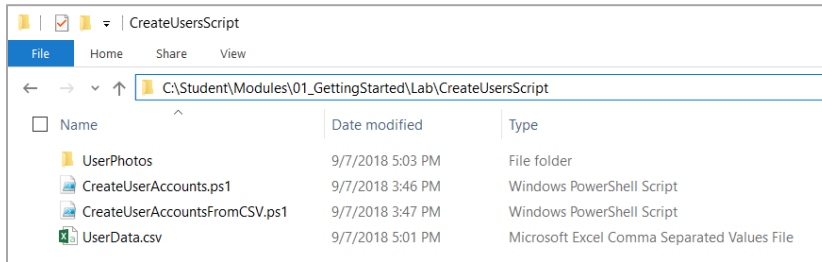 CreateUsersScript
File Home Share View
C:\Student\Modules\01_GettingStarted\Lab\CreateUsersScript
Name Date modified Type
UserPhotos 9/7/2018 5:03 PM File folder
CreateUserAccounts.ps1 9/7/2018 3:46 PM Windows PowerShell Script
CreateUserAccountsFromCSV.ps1 9/7/2018 3:47 PM Windows PowerShell Script
UserData.csv 9/7/2018 5:01 PM Microsoft Excel Comma Separated Values File